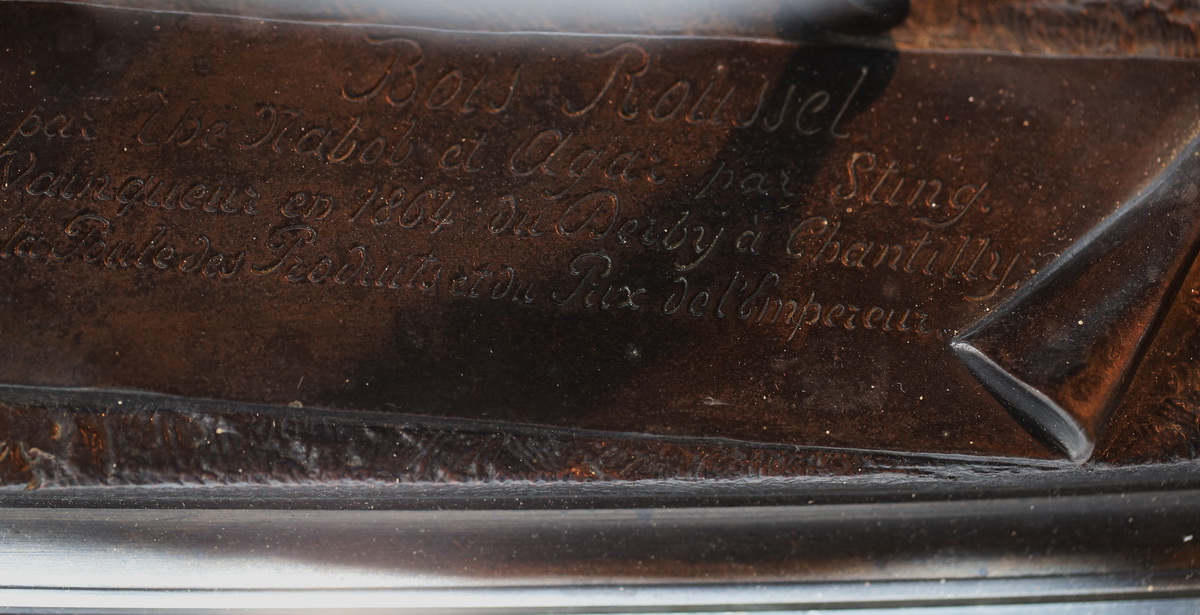 Bois Roussel
par The Nabob et Agar par Sting.
Vainqueur en 1864 du Derby à Chantilly,
la Poule des Produits et du Prix de l'Empereur.